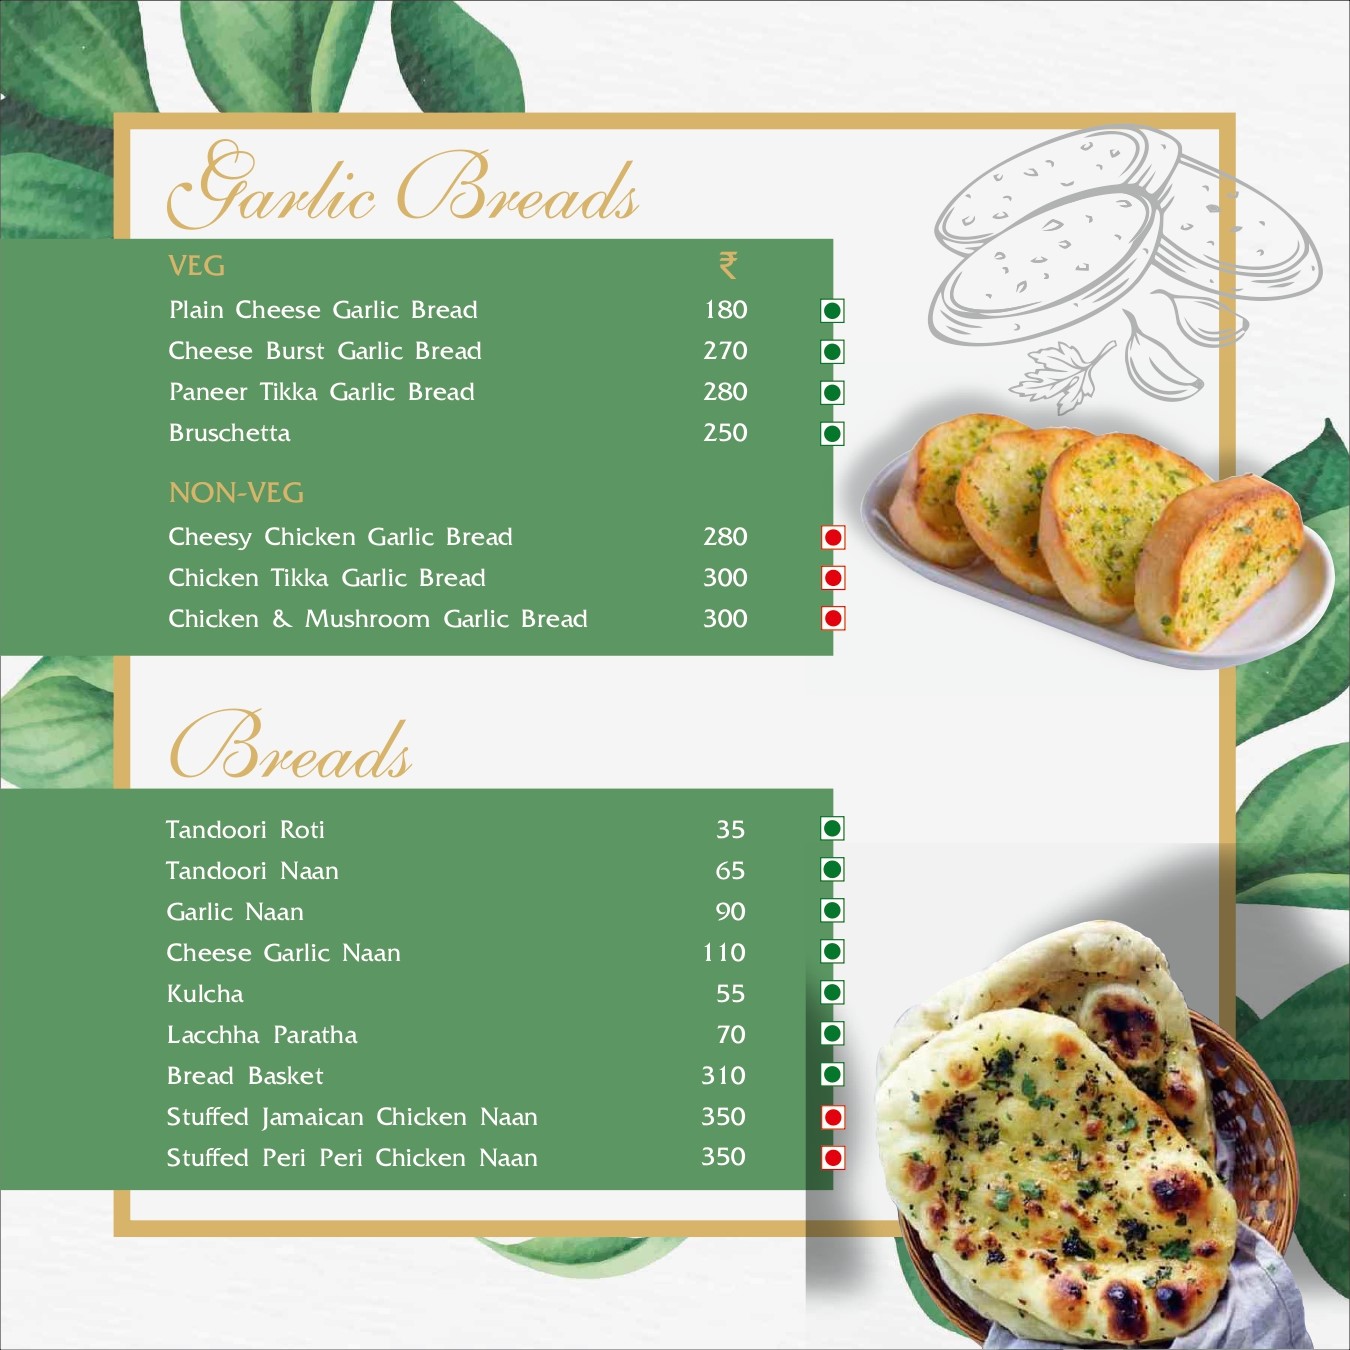 Garlic Breads
VEG ₹
Plain Cheese Garlic Bread 180
Cheese Burst Garlic Bread 270
Paneer Tikka Garlic Bread 280
Bruschetta 250
NON-VEG
Cheesy Chicken Garlic Bread 280
Chicken Tikka Garlic Bread 300
Chicken & Mushroom Garlic Bread 300
Breads
Tandoori Roti 35
Tandoori Naan 65
Garlic Naan 90
Cheese Garlic Naan 110
Kulcha 55
Lacchha Paratha 70
Bread Basket 310
Stuffed Jamaican Chicken Naan 350
Stuffed Peri Peri Chicken Naan 350